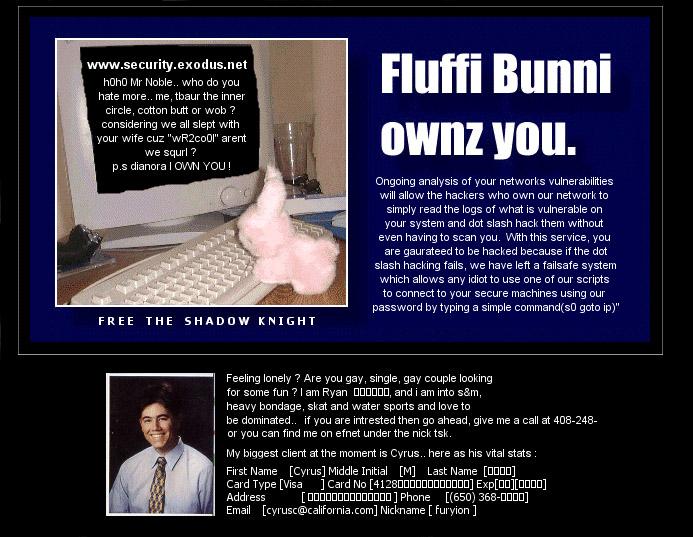 www.security.exodus.net
h0h0 Mr Noble.. who do you
hate more.. me, tbaur the inner
circle, cotton butt or wob ?
considering we all slept with
your wife cuz "wR2co0l" arent
we squrl ?
p.s dianora I OWN YOU !
FREE THE SHADOW KNIGHT
Fluffi Bunni
ownz you.
Ongoing analysis of your networks vulnerabilities
will allow the hackers who own our network to
simply read the logs of what is vulnerable on
your system and dot slash hack them without
even having to scan you. With this service, you
are gaurateed to be hacked because if the dot
slash hacking fails, we have left a failsafe system
which allows any idiot to use one of our scripts
to connect to your secure machines using our
password by typing a simple command(s0 goto ip)"
Feeling lonely ? Are you gay, single, gay couple looking
for some fun ? I am Ryan , and i am into s&m,
heavy bondage, skat and water sports and love to
be dominated.. if you are intrested then go ahead, give me a call at 408-248-
or you can find me on efnet under the nick tsk.
My biggest client at the moment is Cyrus.. here as his vital stats :
First Name [Cyrus] Middle Initial [M] Last Name [ ]
Card Type [Visa ] Card No [4128 ] Exp[ ][ ]
Address [ ] Phone [(650) 368- ]
Email [cyrusc@california.com] Nickname [ furyion ]